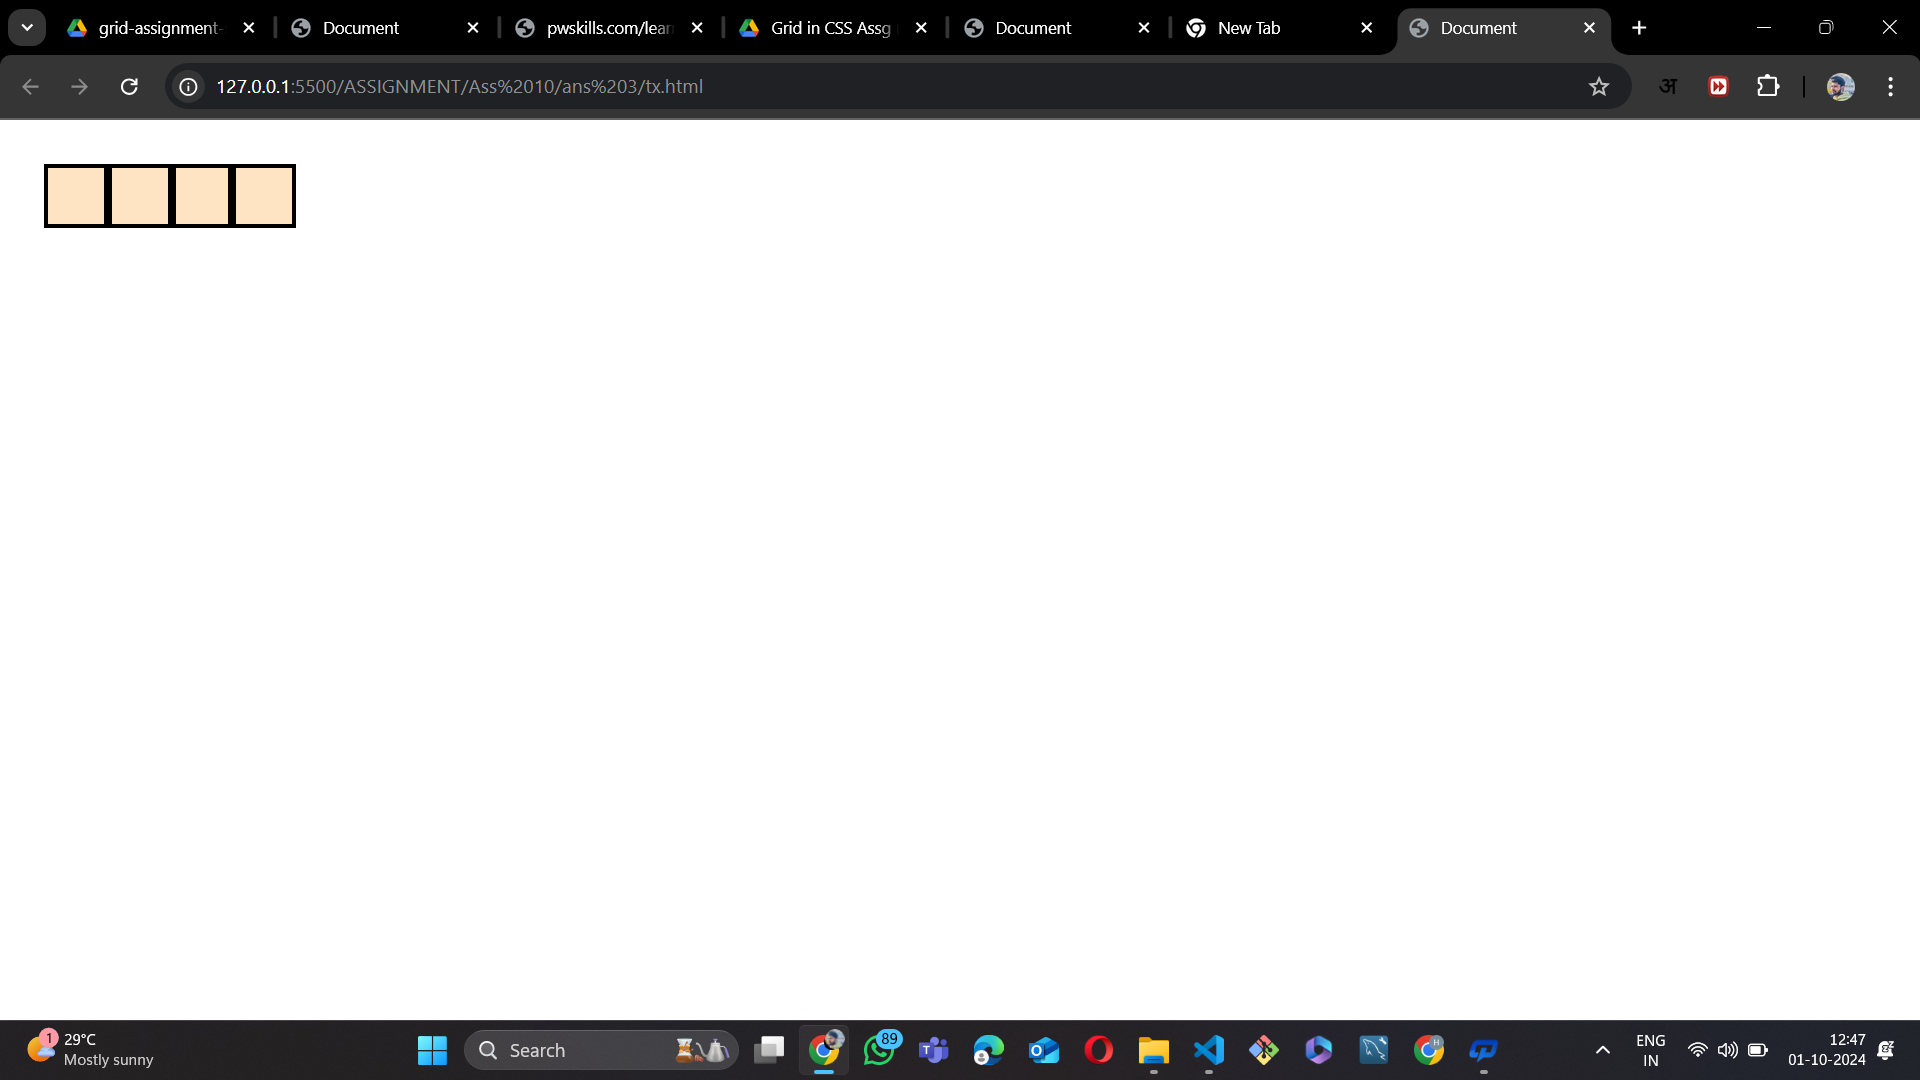 grid-assignment-
Document
pwskills.com/lear
Grid in CSS Assg
Document
New Tab
Document
127.0.0.1:5500/ASSIGNMENT/Ass%2010/ans%203/tx.html
अ
1
29°C
Mostly sunny
Search
89
H
ENG
IN
12:47
01-10-2024